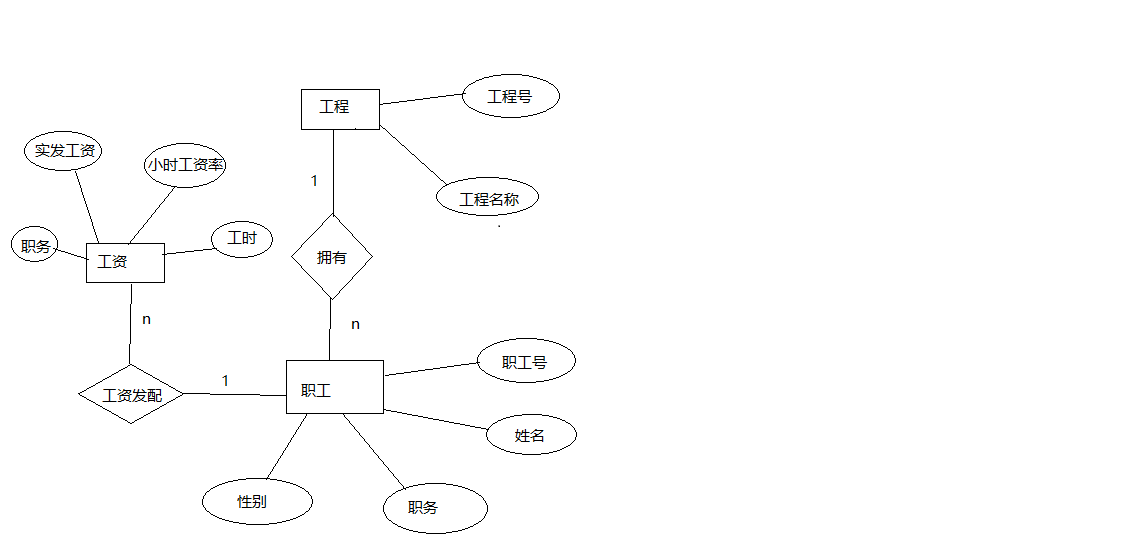 工程
工程号
实发工资
小时工资率
1
工程名称
职务
工资
工时
拥有
n
n
职工号
1
工资发配
职工
姓名
性别
职务